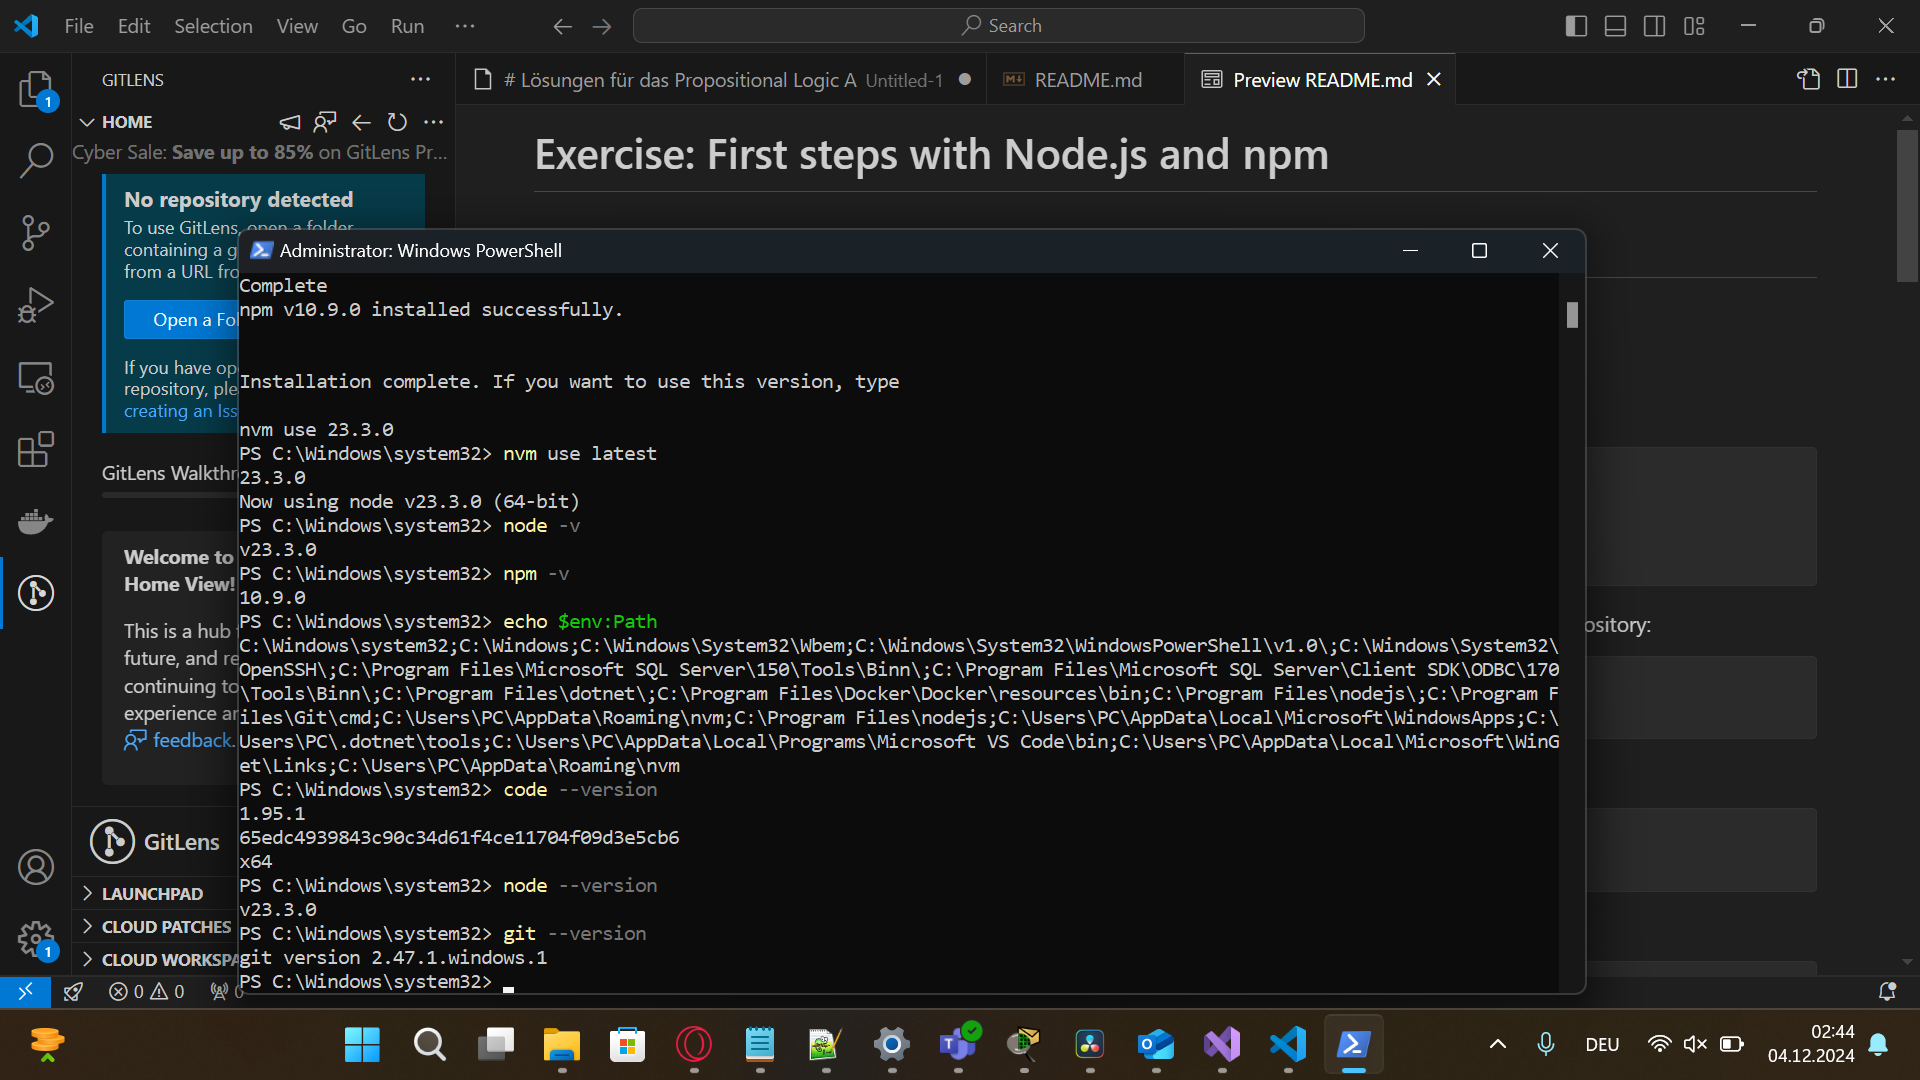 File Edit Selection View Go Run ···
Search
GITLENS
# Lösungen für das Propositional Logic A Untitled-1
README.md
Preview README.md
HOME
Cyber Sale: Save up to 85% on GitLens Pr...
No repository detected
To use GitLens, open a folder
containing a g
from a URL fro
Open a Fol
If you have op
repository, ple
creating an Iss
GitLens Walkthr
Welcome to
Home View!
This is a hub
future, and re
continuing to
experience an
feedback.
GitLens
LAUNCHPAD
CLOUD PATCHES
CLOUD WORKSPA
Exercise: First steps with Node.js and npm
ository:
Administrator: Windows PowerShell
Complete
npm v10.9.0 installed successfully.
Installation complete. If you want to use this version, type
nvm use 23.3.0
PS C:\Windows\system32> nvm use latest
23.3.0
Now using node v23.3.0 (64-bit)
PS C:\Windows\system32> node -v
v23.3.0
PS C:\Windows\system32> npm -v
10.9.0
PS C:\Windows\system32> echo $env:Path
C:\Windows\system32;C:\Windows;C:\Windows\System32\Wbem;C:\Windows\System32\WindowsPowerShell\v1.0\;C:\Windows\System32\
OpenSSH\;C:\Program Files\Microsoft SQL Server\150\Tools\Binn\;C:\Program Files\Microsoft SQL Server\Client SDK\ODBC\170
\Tools\Binn\;C:\Program Files\dotnet\;C:\Program Files\Docker\Docker\resources\bin;C:\Program Files\nodejs\;C:\Program F
iles\Git\cmd;C:\Users\PC\AppData\Roaming\nvm;C:\Program Files\nodejs;C:\Users\PC\AppData\Local\Microsoft\WindowsApps;C:\
Users\PC\.dotnet\tools;C:\Users\PC\AppData\Local\Programs\Microsoft VS Code\bin;C:\Users\PC\AppData\Local\Microsoft\WinG
et\Links;C:\Users\PC\AppData\Roaming\nvm
PS C:\Windows\system32> code --version
1.95.1
65edc4939843c90c34d61f4ce11704f09d3e5cb6
x64
PS C:\Windows\system32> node --version
v23.3.0
PS C:\Windows\system32> git --version
git version 2.47.1.windows.1
PS C:\Windows\system32>
1
1
0 0 0
DEU
02:44
04.12.2024